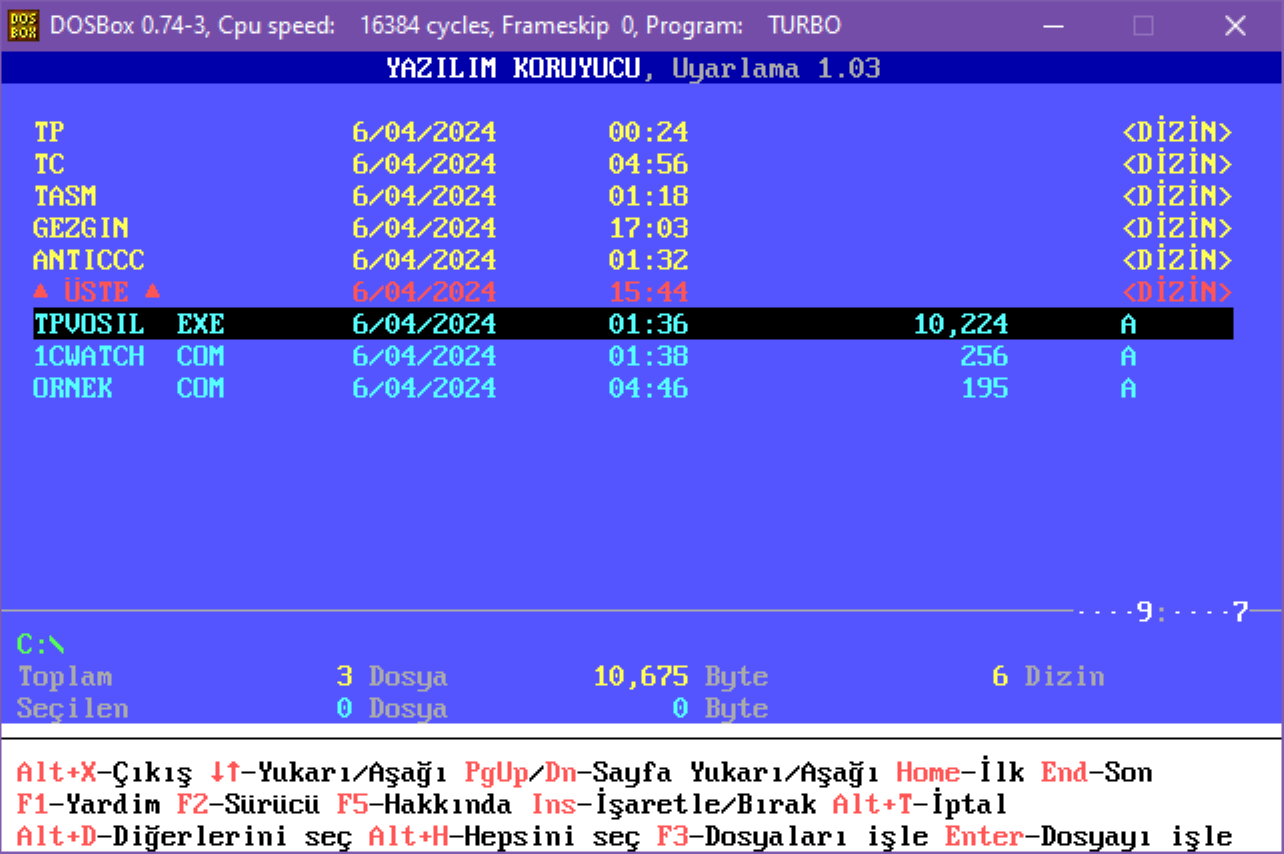 DOS BOX DOSBox 0.74-3, Cpu speed: 16384 cycles, Frameskip 0, Program: TURBO
YAZILIM KORUYUCU, Uyarlama 1.03
TP 6/04/2024 00:24 <DİZİN>
TC 6/04/2024 04:56 <DİZİN>
TASM 6/04/2024 01:18 <DİZİN>
GEZGIN 6/04/2024 17:03 <DİZİN>
ANTICCC 6/04/2024 01:32 <DİZİN>
▲ ÜSTE ▲ 6/04/2024 15:44 <DİZİN>
TPVOSIL EXE 6/04/2024 01:36 10,224 A
1CWATCH COM 6/04/2024 01:38 256 A
ORNEK COM 6/04/2024 04:46 195 A
····9:····7
C:\
Toplam 3 Dosya 10,675 Byte 6 Dizin
Seçilen 0 Dosya 0 Byte
Alt+X-Çıkış ↓↑-Yukarı/Aşağı PgUp/Dn-Sayfa Yukarı/Aşağı Home-İlk End-Son
F1-Yardim F2-Sürücü F5-Hakkında Ins-İşaretle/Bırak Alt+T-İptal
Alt+D-Diğerlerini seç Alt+H-Hepsini seç F3-Dosyaları işle Enter-Dosyayı işle